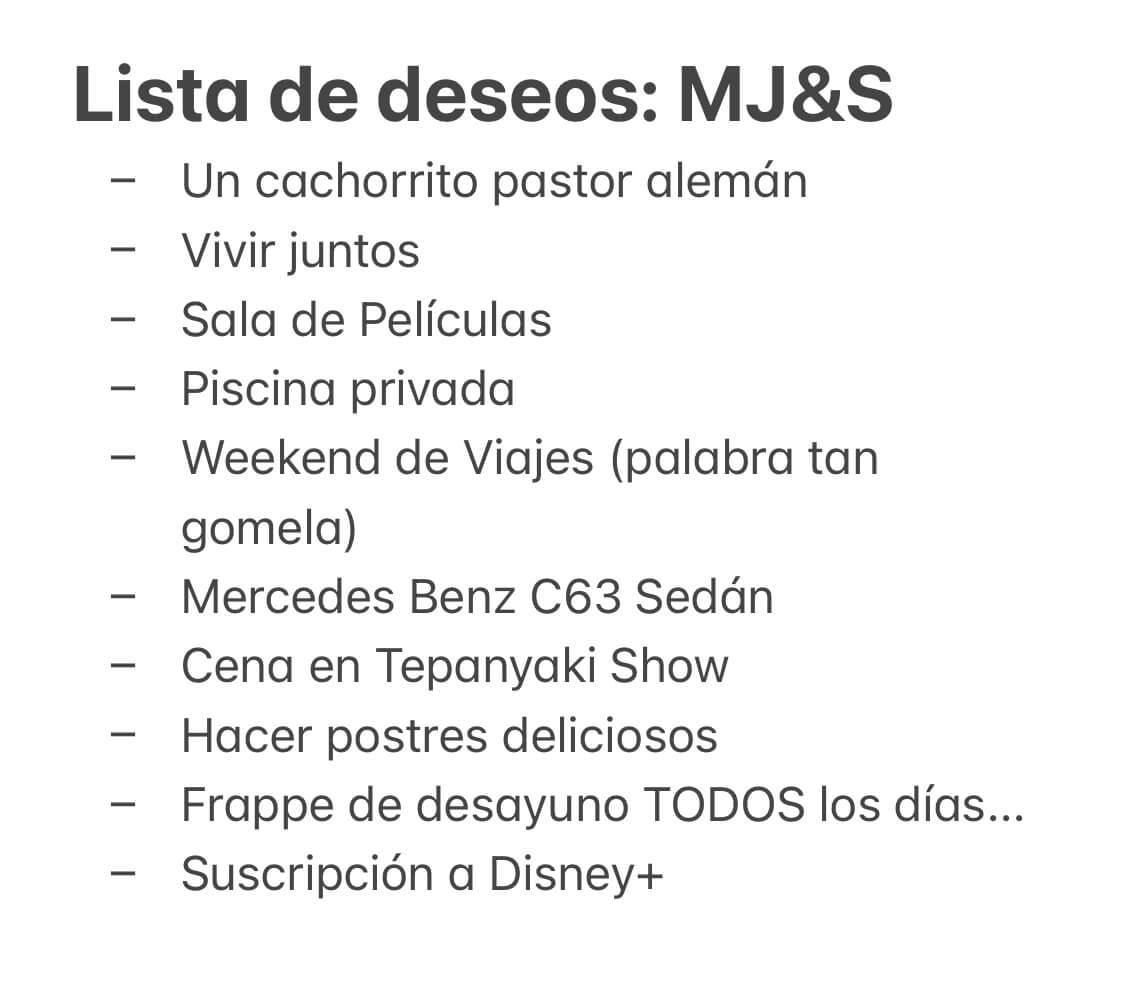 Lista de deseos: MJ&S
– Un cachorrito pastor alemán
– Vivir juntos
– Sala de Películas
– Piscina privada
– Weekend de Viajes (palabra tan
gomela)
– Mercedes Benz C63 Sedán
– Cena en Tepanyaki Show
– Hacer postres deliciosos
– Frappe de desayuno TODOS los días...
– Suscripción a Disney+